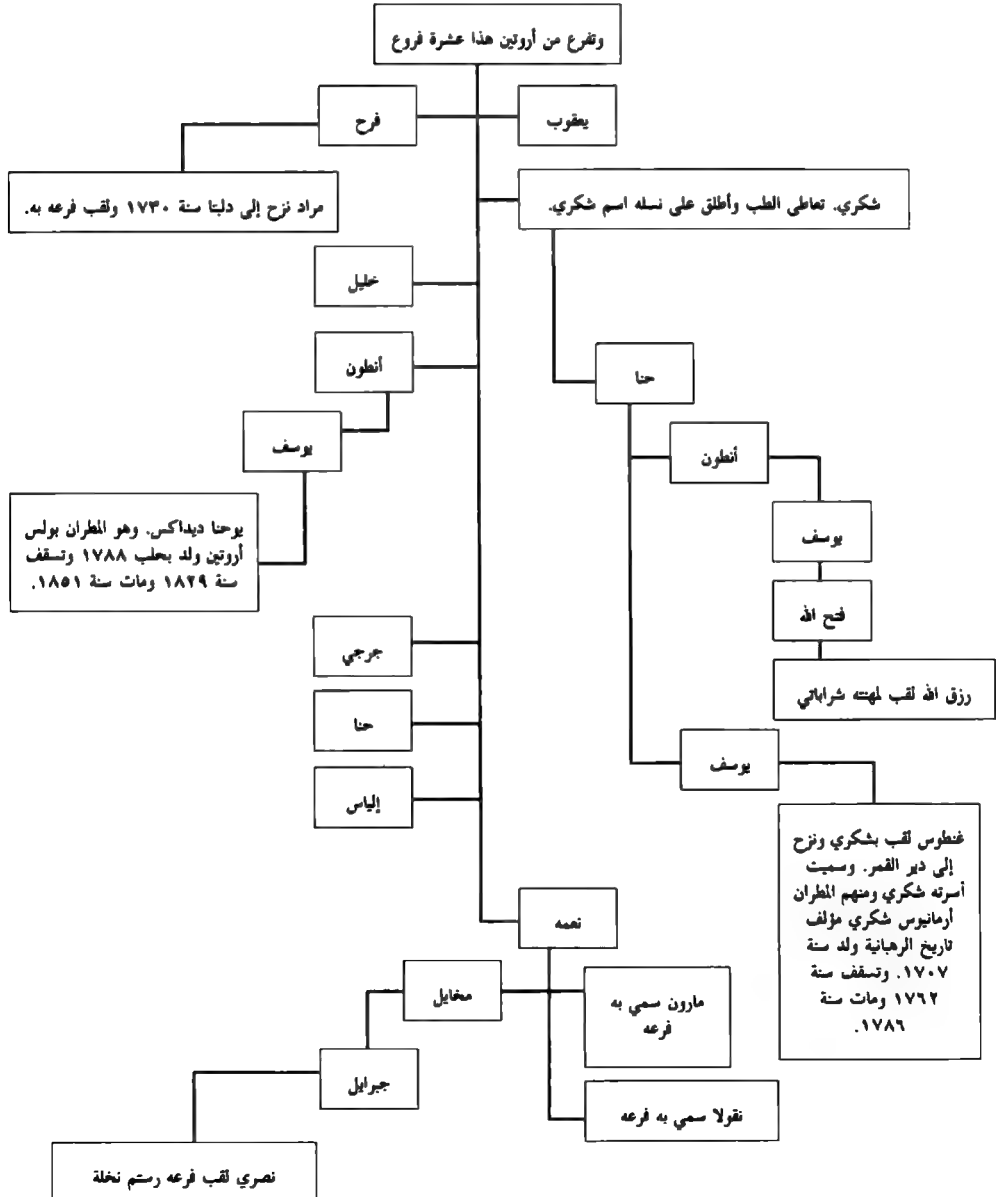 وتفرع من أروتين هذا عشرة فروع
يعقوب
فرح
مراد نزح إلى دلبتا سنة ١٧٣٠ ولقب فرعه به.
شكري. تعاطى الطب وأطلق على نسله اسم شكري.
خليل
أنطون
يوسف
يوحنا ديداكس. وهو المطران بولس
أروتين ولد بحلب ١٧٨٨ وتسقف
سنة ١٨٢٩ ومات سنة ١٨٥١.
حنا
أنطون
يوسف
فتح الله
رزق الله لقب لمهنته شراباتي
يوسف
غنطوس لقب بشكري ونزح
إلى دير القمر. وسميت
أسرته شكري ومنهم المطران
أرمانيوس شكري مؤلف
تاريخ الرهبانية ولد سنة
١٧٠٧. وتسقف سنة
١٧٦٢ ومات سنة
١٧٨٦.
جرجي
حنا
إلياس
نعمه
مارون سمي به
فرعه
مخايل
جبرايل
نقولا سمي به فرعه
نصري لقب فرعه رستم نخلة